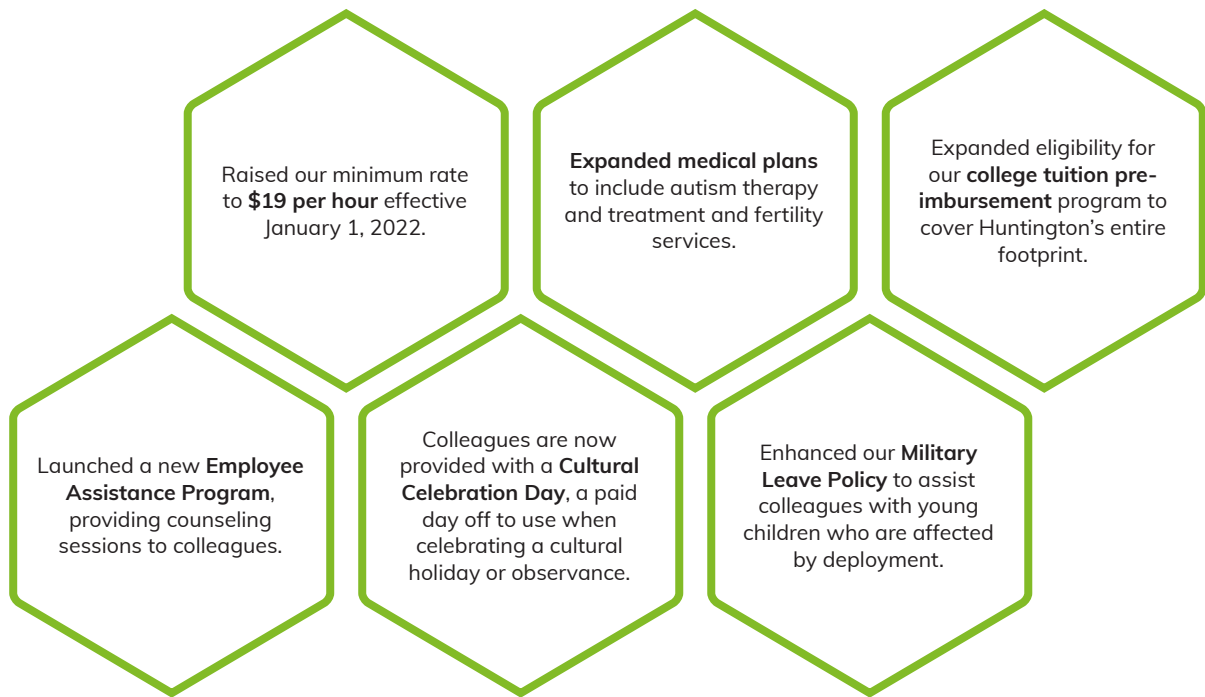 Raised our minimum rate
to $19 per hour effective
January 1, 2022.
Expanded medical plans
to include autism therapy
and treatment and fertility
services.
Expanded eligibility for
our college tuition pre-
imbursement program to
cover Huntington’s entire
footprint.
Launched a new Employee
Assistance Program,
providing counseling
sessions to colleagues.
Colleagues are now
provided with a Cultural
Celebration Day, a paid
day off to use when
celebrating a cultural
holiday or observance.
Enhanced our Military
Leave Policy to assist
colleagues with young
children who are affected
by deployment.